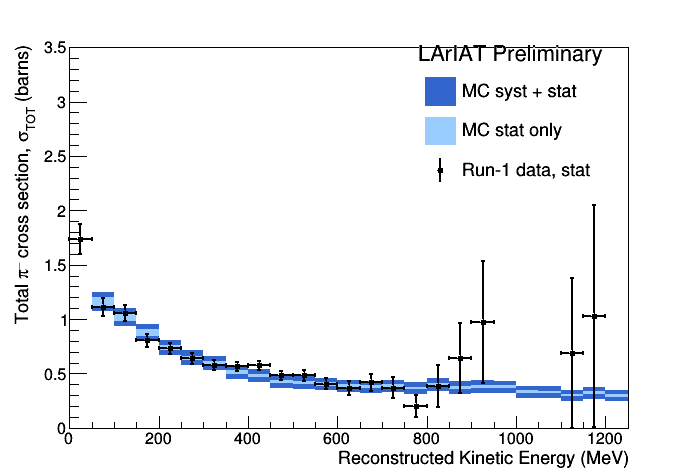 LArIAT Preliminary
MC syst + stat
MC stat only
Run-1 data, stat
Total π⁻ cross section, σ_TOT (barns)
3.5
3
2.5
2
1.5
1
0.5
0
0 200 400 600 800 1000 1200
Reconstructed Kinetic Energy (MeV)